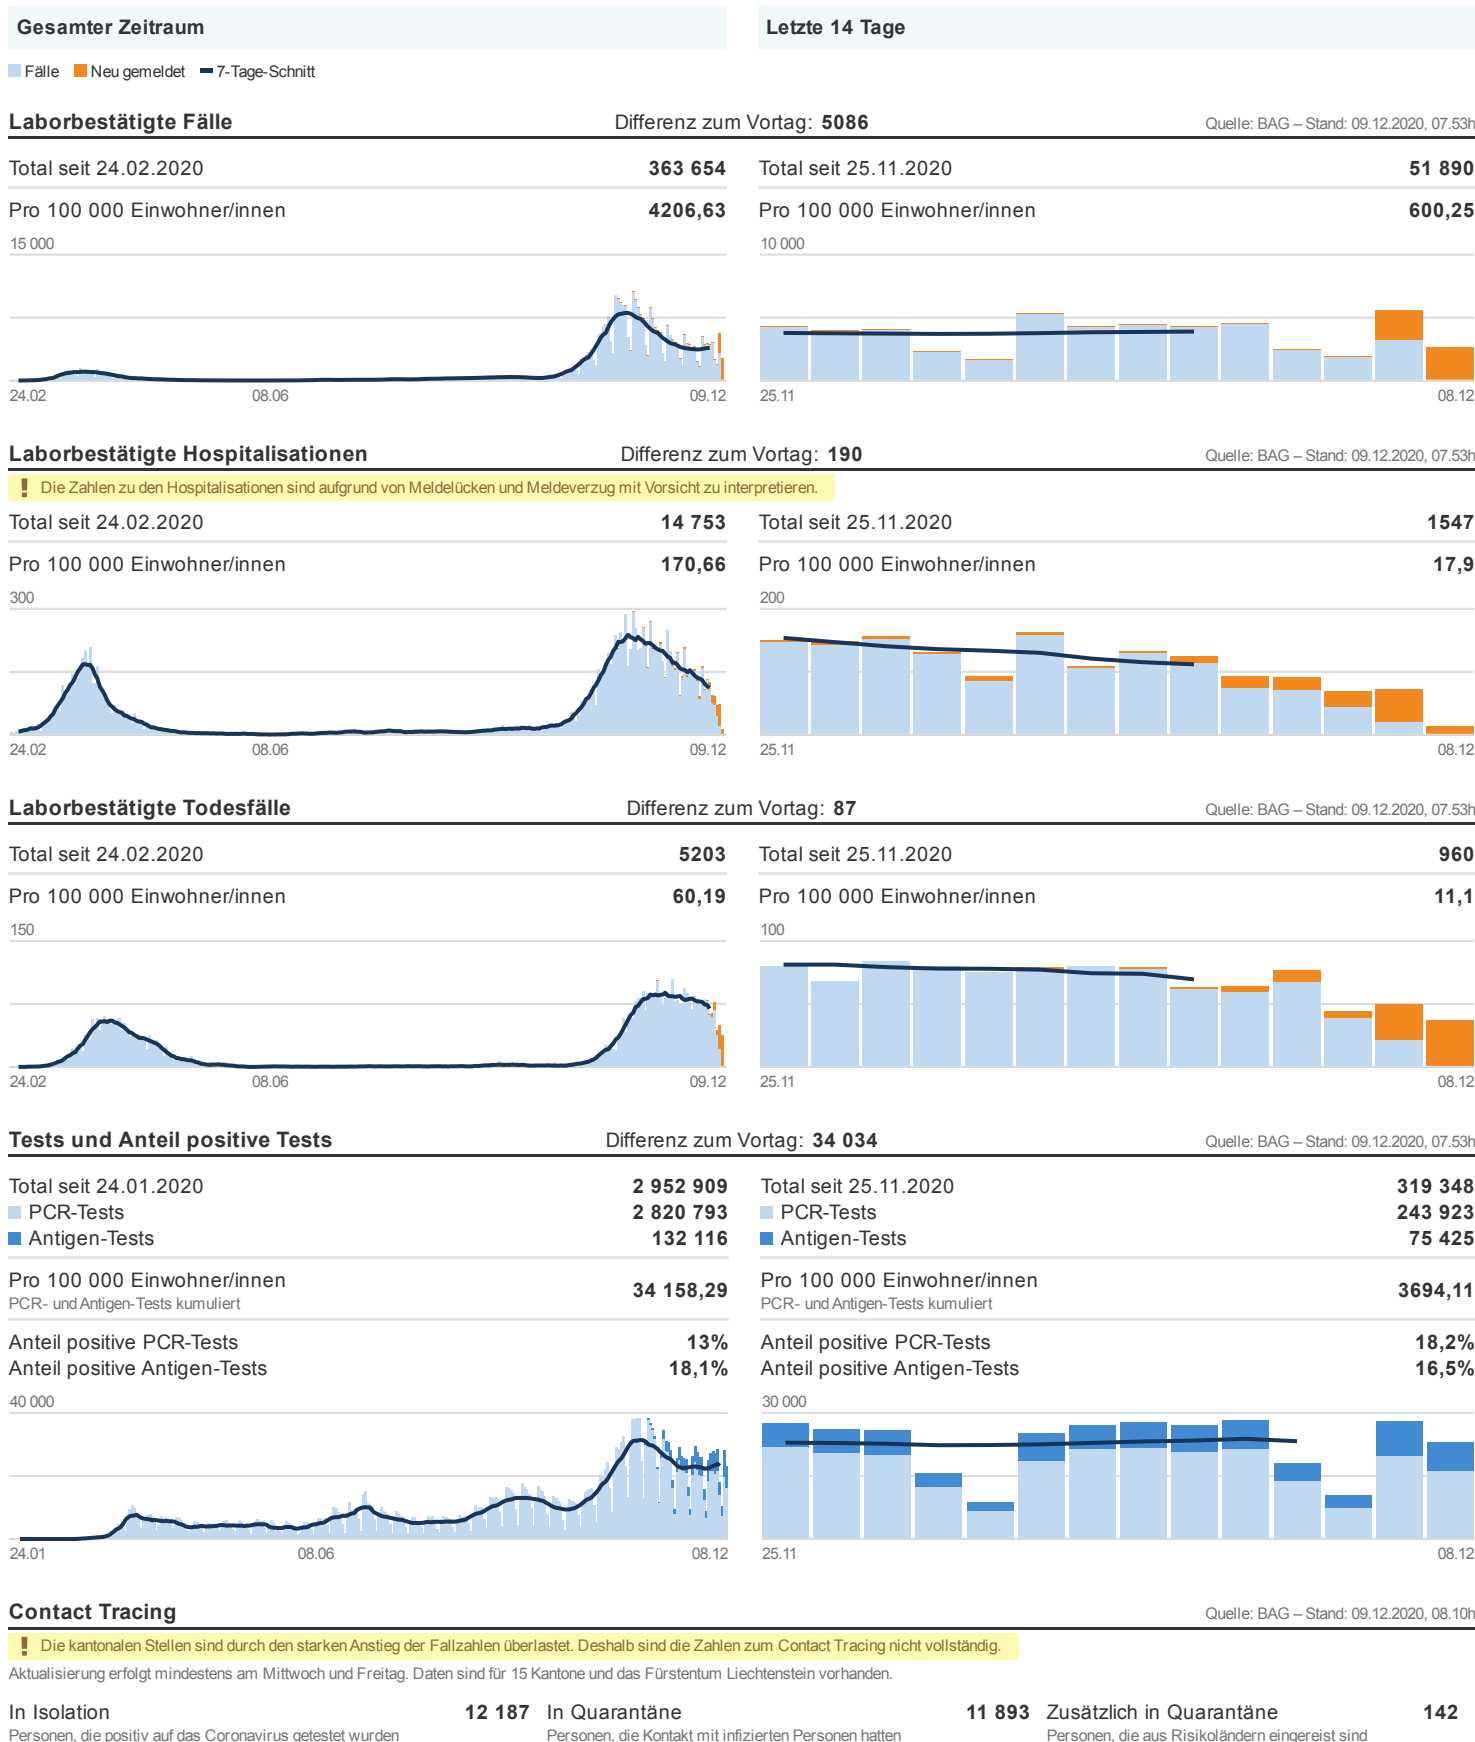 Gesamter Zeitraum
Letzte 14 Tage
Fälle Neu gemeldet 7-Tage-Schnitt
Laborbestätigte Fälle Differenz zum Vortag: 5086 Quelle: BAG – Stand: 09.12.2020, 07.53h
Total seit 24.02.2020 363 654
Pro 100 000 Einwohner/innen 4206,63
15 000
24.02 08.06 09.12
Total seit 25.11.2020 51 890
Pro 100 000 Einwohner/innen 600,25
10 000
25.11 08.12
Laborbestätigte Hospitalisationen Differenz zum Vortag: 190 Quelle: BAG – Stand: 09.12.2020, 07.53h
! Die Zahlen zu den Hospitalisationen sind aufgrund von Meldelücken und Meldeverzug mit Vorsicht zu interpretieren.
Total seit 24.02.2020 14 753
Pro 100 000 Einwohner/innen 170,66
300
24.02 08.06 09.12
Total seit 25.11.2020 1547
Pro 100 000 Einwohner/innen 17,9
200
25.11 08.12
Laborbestätigte Todesfälle Differenz zum Vortag: 87 Quelle: BAG – Stand: 09.12.2020, 07.53h
Total seit 24.02.2020 5203
Pro 100 000 Einwohner/innen 60,19
150
24.02 08.06 09.12
Total seit 25.11.2020 960
Pro 100 000 Einwohner/innen 11,1
100
25.11 08.12
Tests und Anteil positive Tests Differenz zum Vortag: 34 034 Quelle: BAG – Stand: 09.12.2020, 07.53h
Total seit 24.01.2020 2 952 909
PCR-Tests 2 820 793
Antigen-Tests 132 116
Pro 100 000 Einwohner/innen 34 158,29
PCR- und Antigen-Tests kumuliert
Anteil positive PCR-Tests 13%
Anteil positive Antigen-Tests 18,1%
40 000
24.01 08.06 08.12
Total seit 25.11.2020 319 348
PCR-Tests 243 923
Antigen-Tests 75 425
Pro 100 000 Einwohner/innen 3694,11
PCR- und Antigen-Tests kumuliert
Anteil positive PCR-Tests 18,2%
Anteil positive Antigen-Tests 16,5%
30 000
25.11 08.12
Contact Tracing Quelle: BAG – Stand: 09.12.2020, 08.10h
! Die kantonalen Stellen sind durch den starken Anstieg der Fallzahlen überlastet. Deshalb sind die Zahlen zum Contact Tracing nicht vollständig.
Aktualisierung erfolgt mindestens am Mittwoch und Freitag. Daten sind für 15 Kantone und das Fürstentum Liechtenstein vorhanden.
In Isolation 12 187
Personen, die positiv auf das Coronavirus getestet wurden
In Quarantäne 11 893
Personen, die Kontakt mit infizierten Personen hatten
Zusätzlich in Quarantäne 142
Personen, die aus Risikoländern eingereist sind